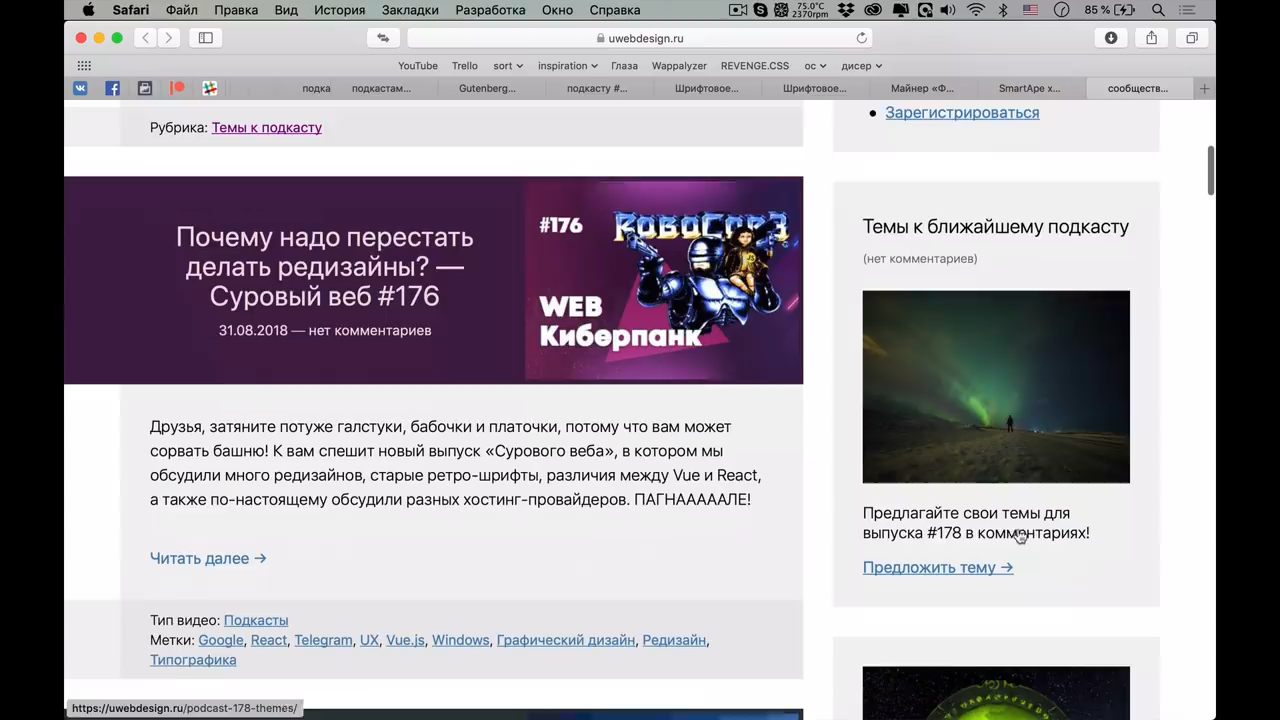 Safari Файл Правка Вид История Закладки Разработка Окно Справка 75.0°C 2370rpm 85 %
uwebdesign.ru
YouTube Trello sort inspiration Глаза Wappalyzer REVENGE.CSS ос дисер
подка подкастам... Gutenberg... подкасту #... Шрифтовое... Шрифтовое... Майнер «Ф... SmartApe х... сообществ...
Рубрика: Темы к подкасту
Почему надо перестать
делать редизайны? —
Суровый веб #176
31.08.2018 — нет комментариев
#176
ROBOCOP 3
WEB
Киберпанк
Друзья, затяните потуже галстуки, бабочки и платочки, потому что вам может
сорвать башню! К вам спешит новый выпуск «Сурового веба», в котором мы
обсудили много редизайнов, старые ретро-шрифты, различия между Vue и React,
а также по-настоящему обсудили разных хостинг-провайдеров. ПАГНАААААЛЕ!
Читать далее →
Тип видео: Подкасты
Метки: Google, React, Telegram, UX, Vue.js, Windows, Графический дизайн, Редизайн,
Типографика
Зарегистрироваться
Темы к ближайшему подкасту
(нет комментариев)
Предлагайте свои темы для
выпуска #178 в комментариях!
Предложить тему →
https://uwebdesign.ru/podcast-178-themes/